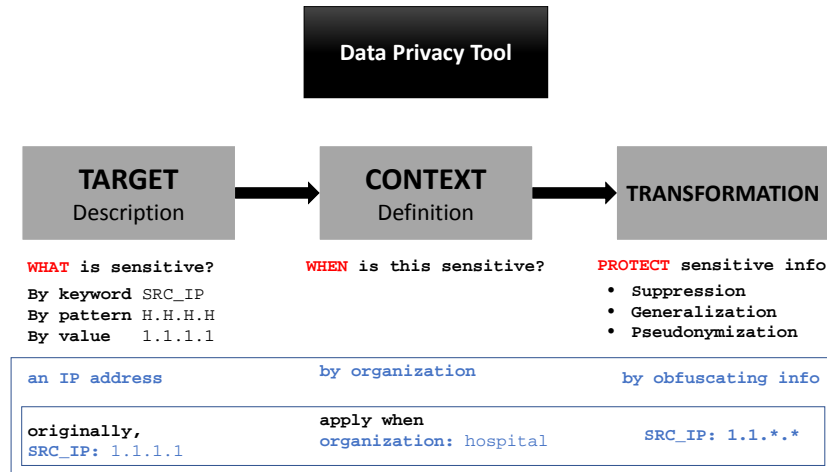 Data Privacy Tool
TARGET
Description
CONTEXT
Definition
TRANSFORMATION
WHAT is sensitive?
By keyword SRC_IP
By pattern H.H.H.H
By value 1.1.1.1
WHEN is this sensitive?
PROTECT sensitive info
• Suppression
• Generalization
• Pseudonymization
an IP address
by organization
by obfuscating info
originally,
SRC_IP: 1.1.1.1
apply when
organization: hospital
SRC_IP: 1.1.*.*